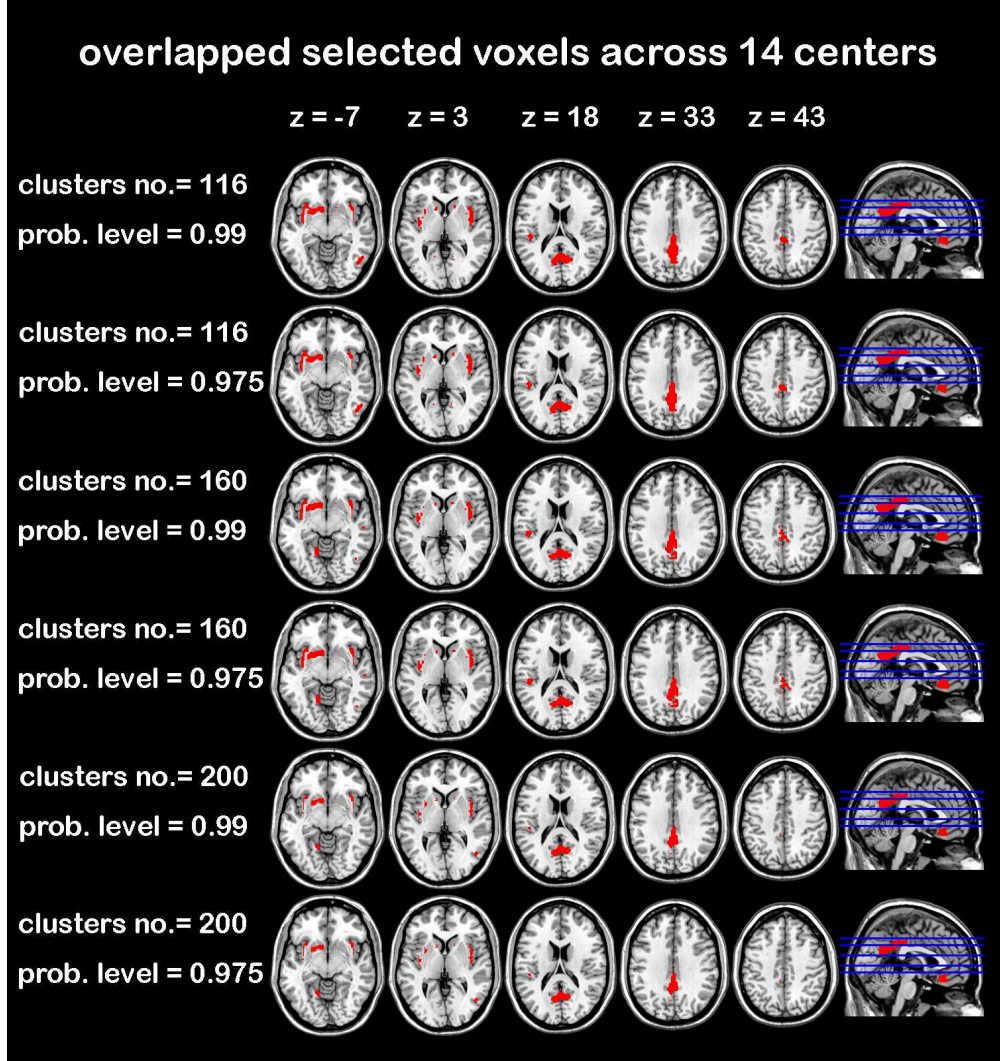 overlapped selected voxels across 14 centers
z = -7 z = 3 z = 18 z = 33 z = 43
clusters no.= 116
prob. level = 0.99
clusters no.= 116
prob. level = 0.975
clusters no.= 160
prob. level = 0.99
clusters no.= 160
prob. level = 0.975
clusters no.= 200
prob. level = 0.99
clusters no.= 200
prob. level = 0.975